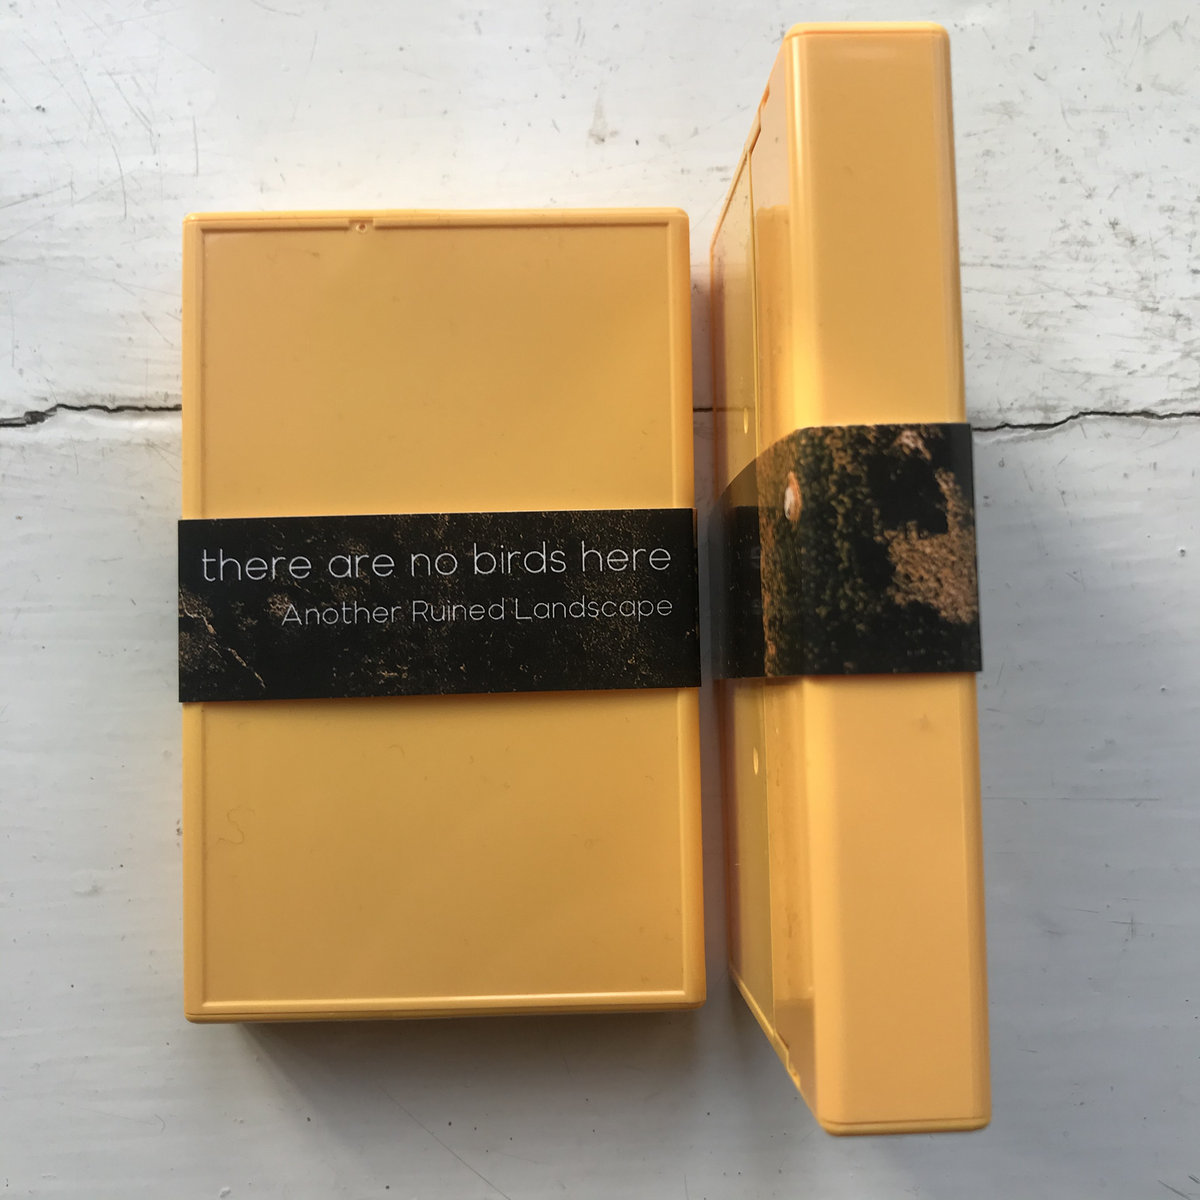 there are no birds here
Another Ruined Landscape